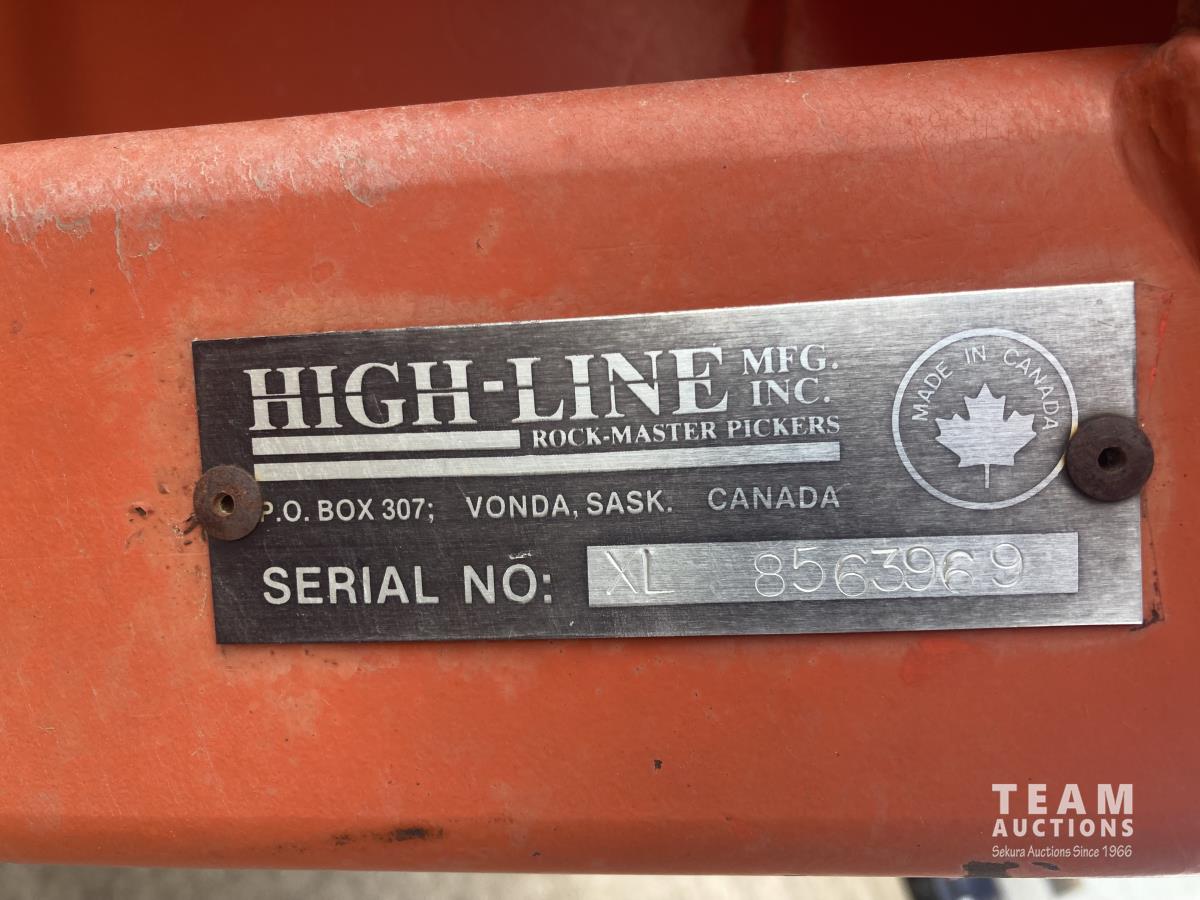 HIGH-LINE MFG. INC.
ROCK-MASTER PICKERS
MADE IN CANADA
P.O. BOX 307; VONDA, SASK. CANADA
SERIAL NO: XL 8563969
TEAM
AUCTIONS
Sekura Auctions Since 1966